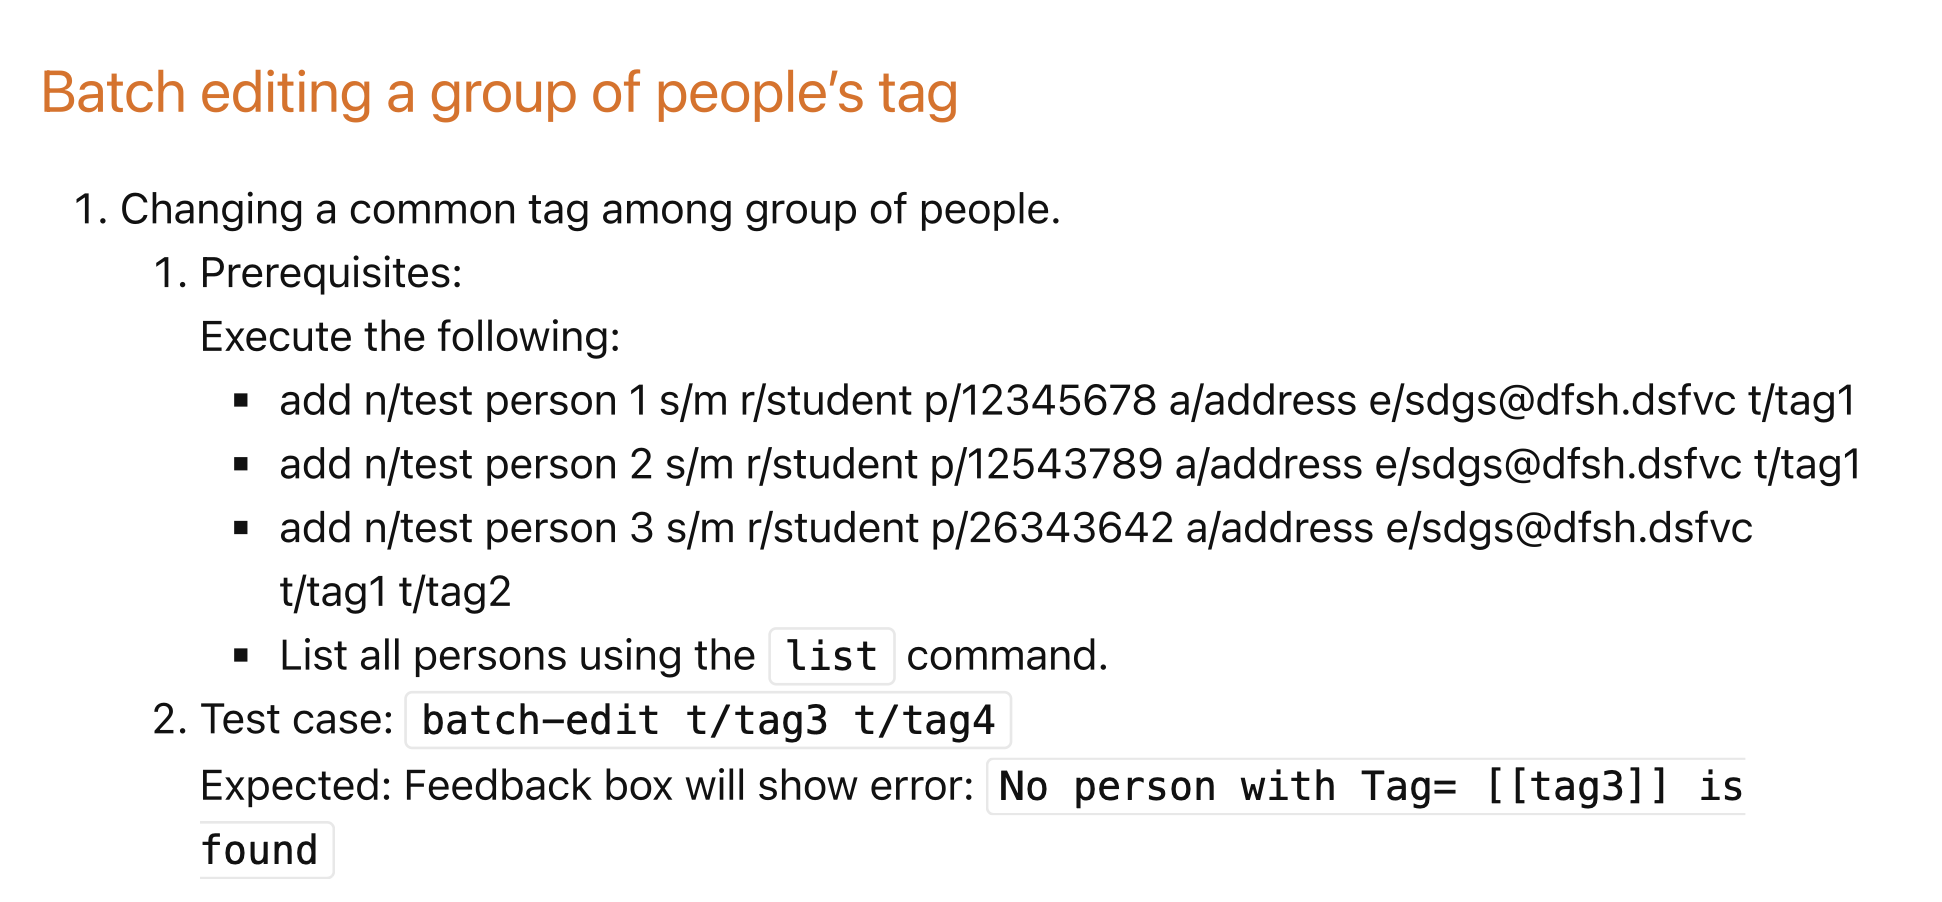 Batch editing a group of people’s tag
1. Changing a common tag among group of people.
1. Prerequisites:
Execute the following:
▪ add n/test person 1 s/m r/student p/12345678 a/address e/sdgs@dfsh.dsfvc t/tag1
▪ add n/test person 2 s/m r/student p/12543789 a/address e/sdgs@dfsh.dsfvc t/tag1
▪ add n/test person 3 s/m r/student p/26343642 a/address e/sdgs@dfsh.dsfvc
t/tag1 t/tag2
▪ List all persons using the list command.
2. Test case: batch-edit t/tag3 t/tag4
Expected: Feedback box will show error: No person with Tag= [[tag3]] is
found